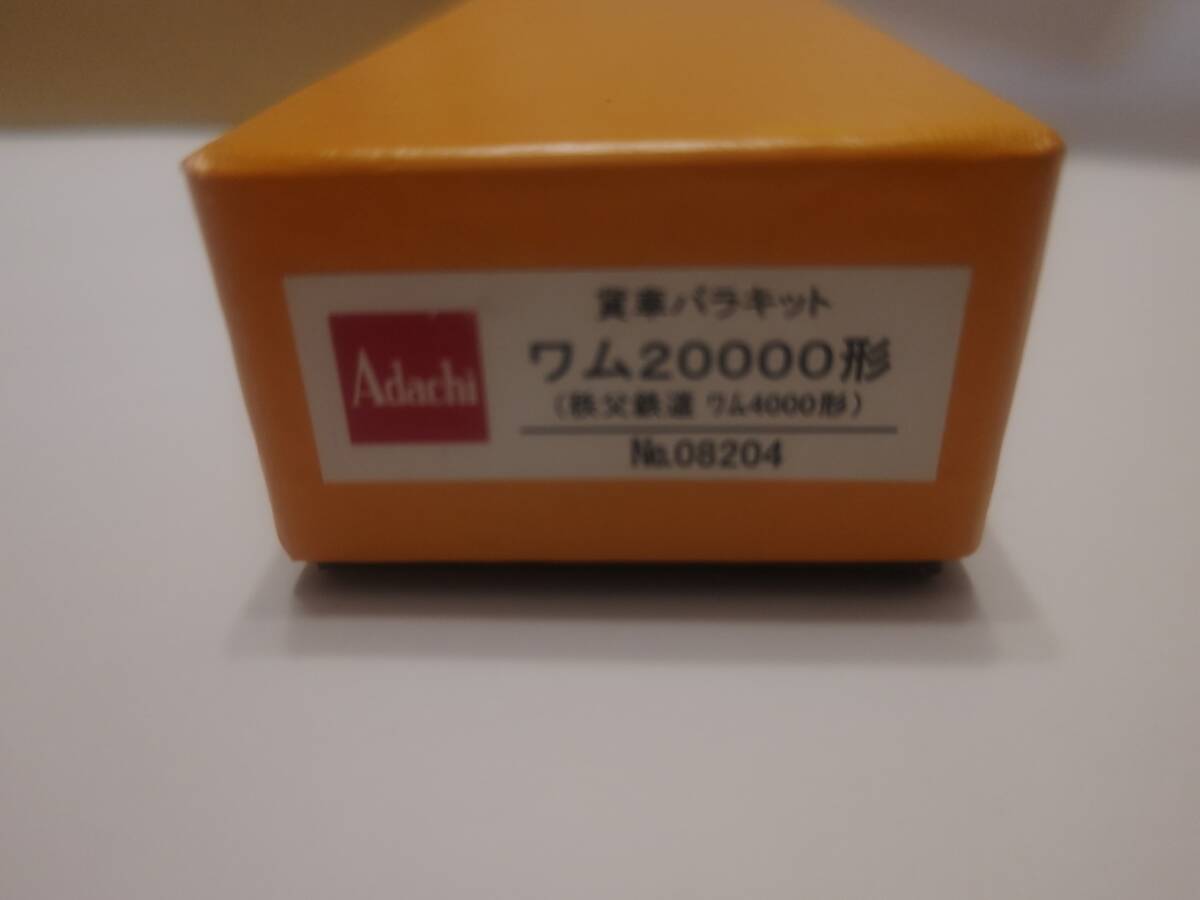 Adachi
貨車バラキット
ワム20000形
(秩父鉄道 ワム4000形)
№08204